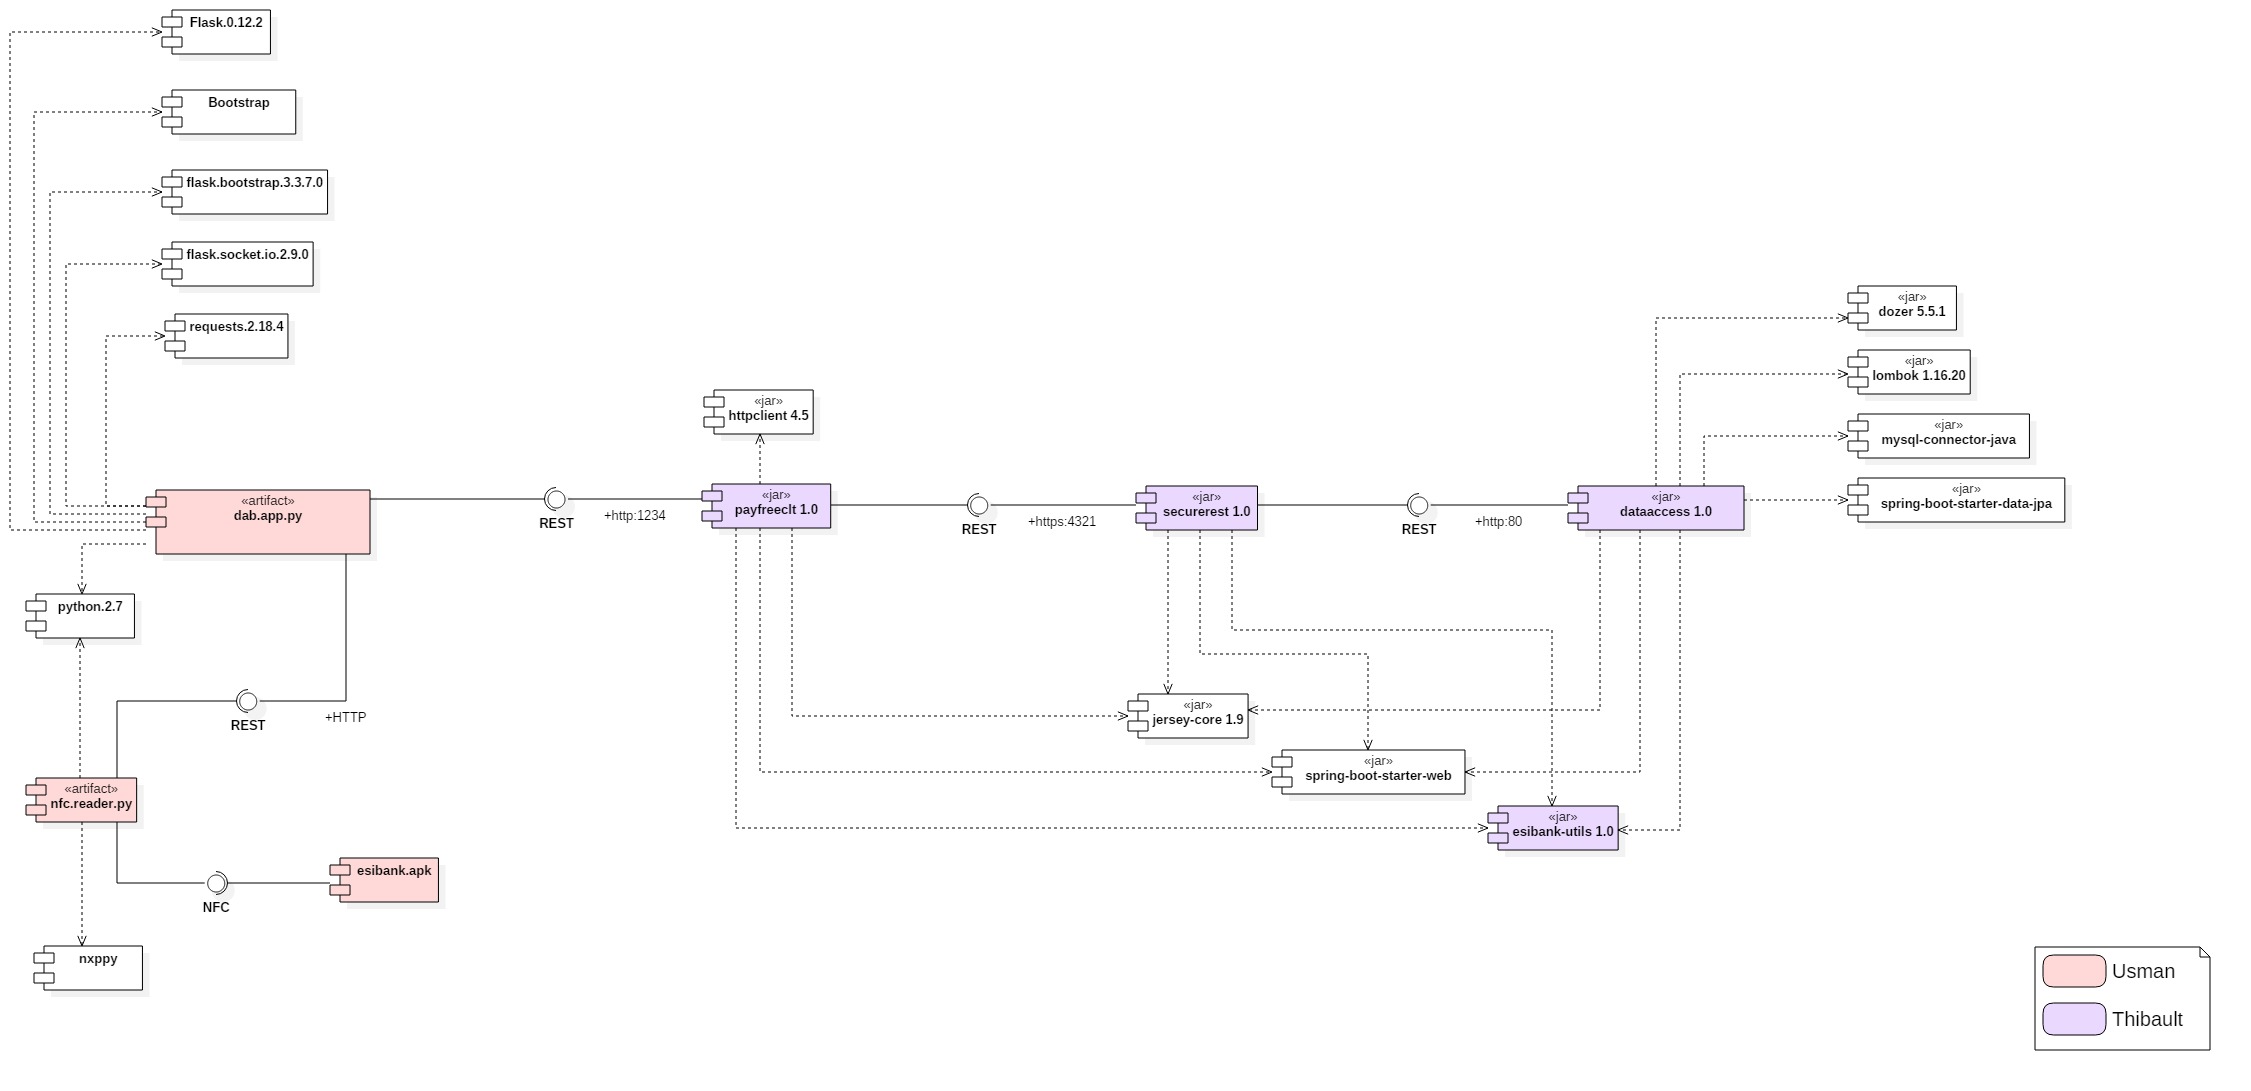 Flask.0.12.2
Bootstrap
flask.bootstrap.3.3.7.0
flask.socket.io.2.9.0
requests.2.18.4
«artifact»
dab.app.py
python.2.7
REST
+HTTP
«artifact»
nfc.reader.py
esibank.apk
NFC
nxppy
REST
+http:1234
«jar»
httpclient 4.5
«jar»
payfreeclt 1.0
REST
+https:4321
«jar»
securerest 1.0
REST
+http:80
«jar»
dataaccess 1.0
«jar»
dozer 5.5.1
«jar»
lombok 1.16.20
«jar»
mysql-connector-java
«jar»
spring-boot-starter-data-jpa
«jar»
jersey-core 1.9
«jar»
spring-boot-starter-web
«jar»
esibank-utils 1.0
Usman
Thibault